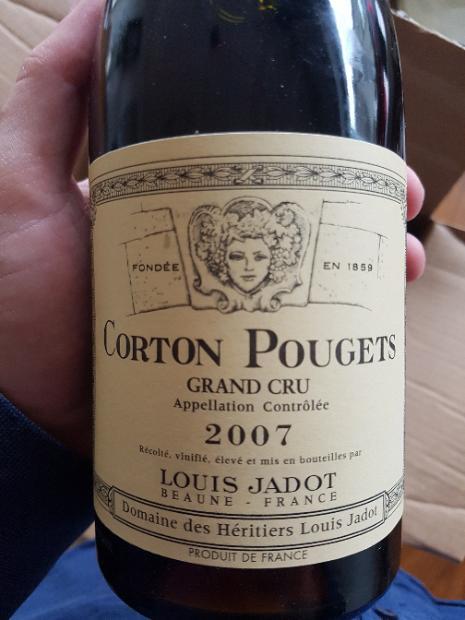 FONDÉE EN 1859
CORTON POUGETS
GRAND CRU
Appellation Contrôlée
2007
Récolté, vinifié, élevé et mis en bouteilles par
LOUIS JADOT
BEAUNE - FRANCE
Domaine des Héritiers Louis Jadot
PRODUIT DE FRANCE